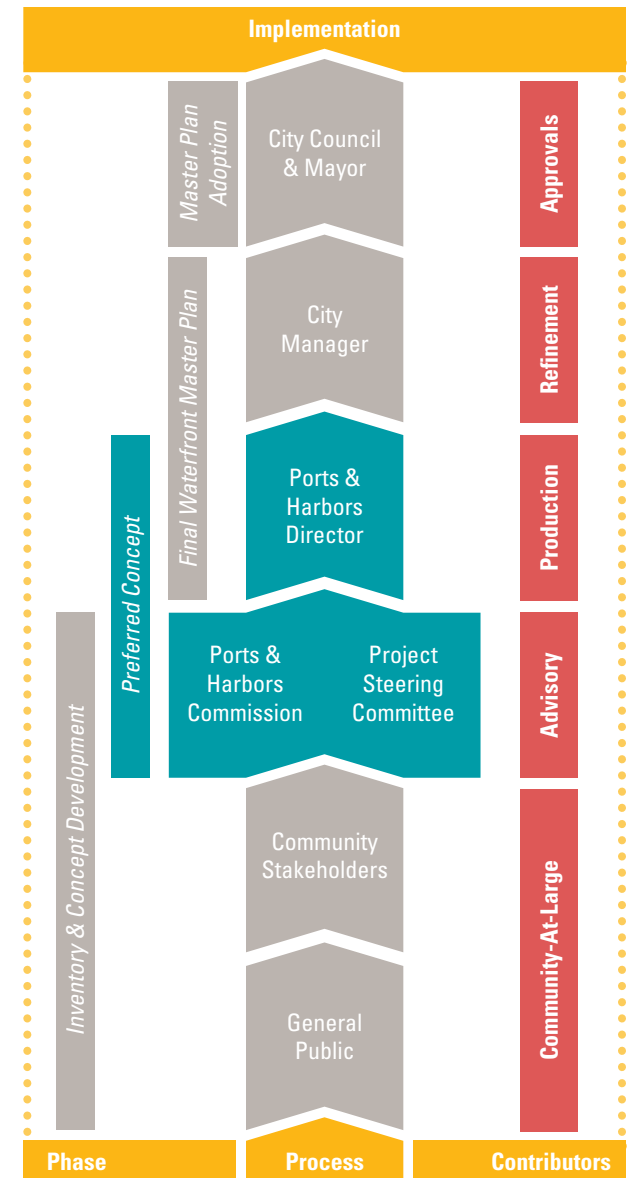 Implementation
Master Plan
Adoption
City Council
& Mayor
Approvals
Final Waterfront Master Plan
City
Manager
Refinement
Preferred Concept
Ports &
Harbors
Director
Production
Inventory & Concept Development
Ports &
Harbors
Commission
Project
Steering
Committee
Advisory
Community
Stakeholders
Community-At-Large
General
Public
Phase
Process
Contributors